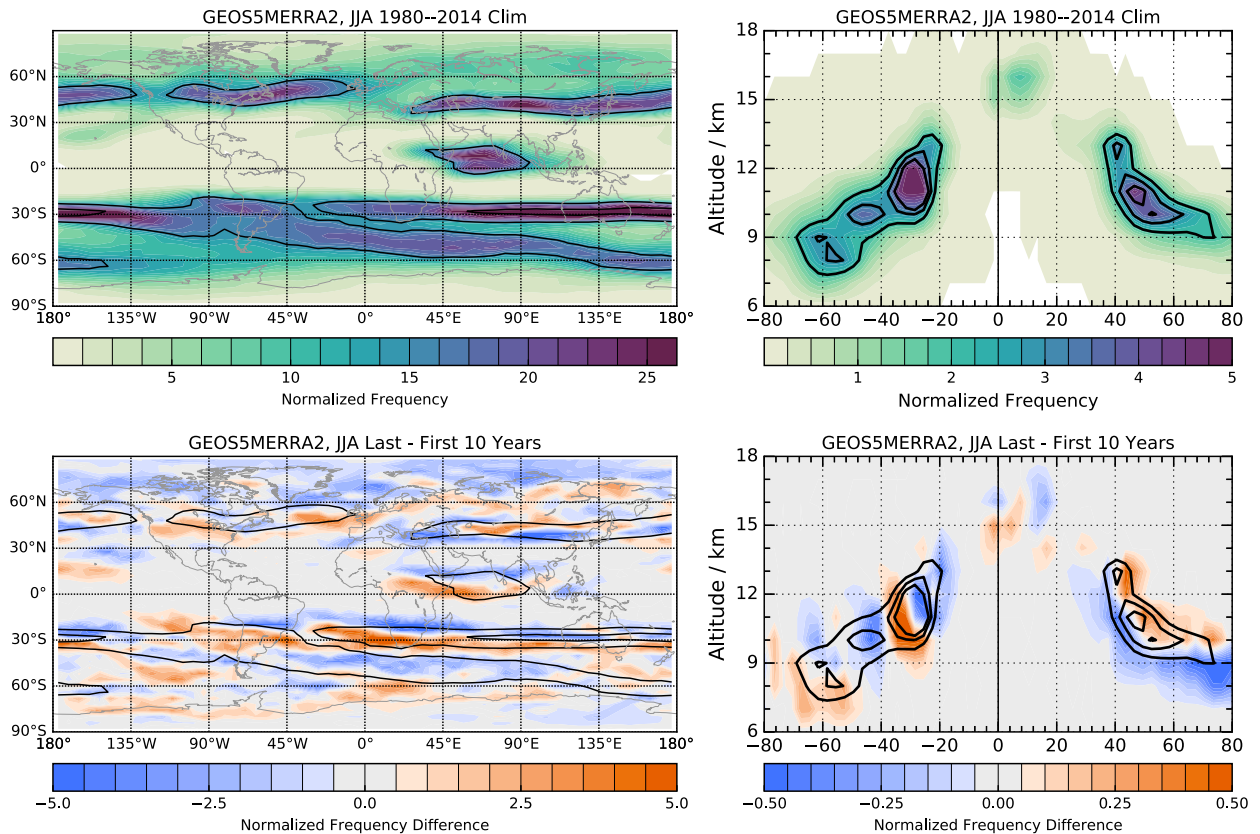 GEOS5MERRA2, JJA 1980--2014 Clim
60°N
30°N
0°
30°S
60°S
90°S
180° 135°W 90°W 45°W 0° 45°E 90°E 135°E 180°
5 10 15 20 25
Normalized Frequency
GEOS5MERRA2, JJA 1980--2014 Clim
Altitude / km
18
15
12
9
6
−80 −60 −40 −20 0 20 40 60 80
1 2 3 4 5
Normalized Frequency
GEOS5MERRA2, JJA Last - First 10 Years
60°N
30°N
0°
30°S
60°S
90°S
180° 135°W 90°W 45°W 0° 45°E 90°E 135°E 180°
−5.0 −2.5 0.0 2.5 5.0
Normalized Frequency Difference
GEOS5MERRA2, JJA Last - First 10 Years
Altitude / km
18
15
12
9
6
−80 −60 −40 −20 0 20 40 60 80
−0.50 −0.25 0.00 0.25 0.50
Normalized Frequency Difference